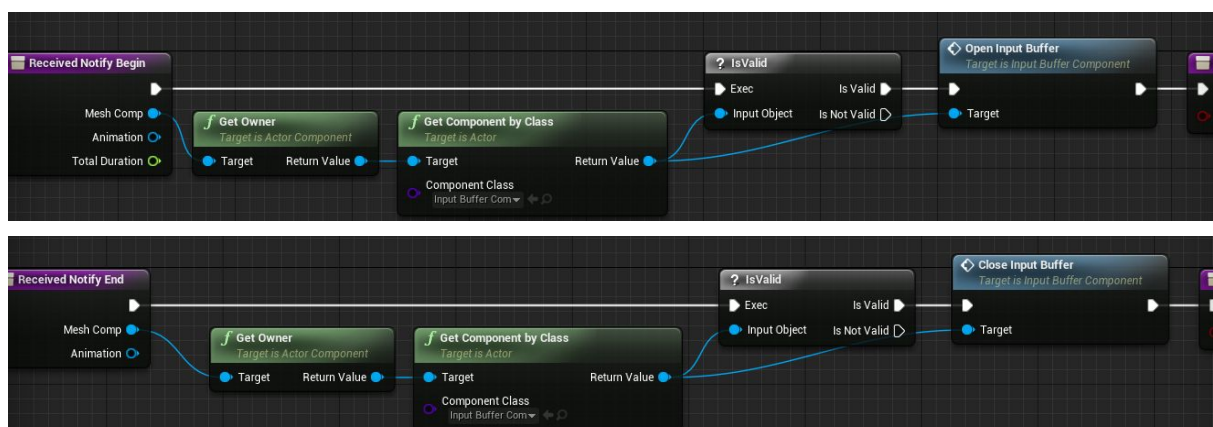 Received Notify Begin
Mesh Comp
Animation
Total Duration
f Get Owner
Target is Actor Component
Target
Return Value
f Get Component by Class
Target is Actor
Target
Return Value
Component Class
Input Buffer Com
? IsValid
Exec
Is Valid
Input Object
Is Not Valid
Open Input Buffer
Target is Input Buffer Component
Target
Received Notify End
Mesh Comp
Animation
f Get Owner
Target is Actor Component
Target
Return Value
f Get Component by Class
Target is Actor
Target
Return Value
Component Class
Input Buffer Com
? IsValid
Exec
Is Valid
Input Object
Is Not Valid
Close Input Buffer
Target is Input Buffer Component
Target